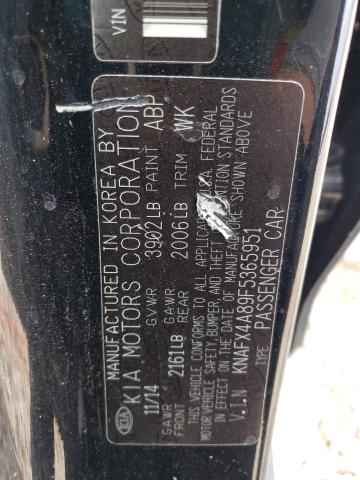 VIN
MANUFACTURED IN KOREA BY
KIA MOTORS CORPORATION
KIA
11/14 GVWR 3902LB PAINT ABP
GAWR FRONT 2161LB GAWR REAR 2006LB TRIM WK
THIS VEHICLE CONFORMS TO ALL APPLICABLE FEDERAL
MOTOR VEHICLE SAFETY, BUMPER, AND THEFT PREVENTION STANDARDS
IN EFFECT ON THE DATE OF MANUFACTURE SHOWN ABOVE
V.I.N KNAFX4A89F5365951
TYPE PASSENGER CAR